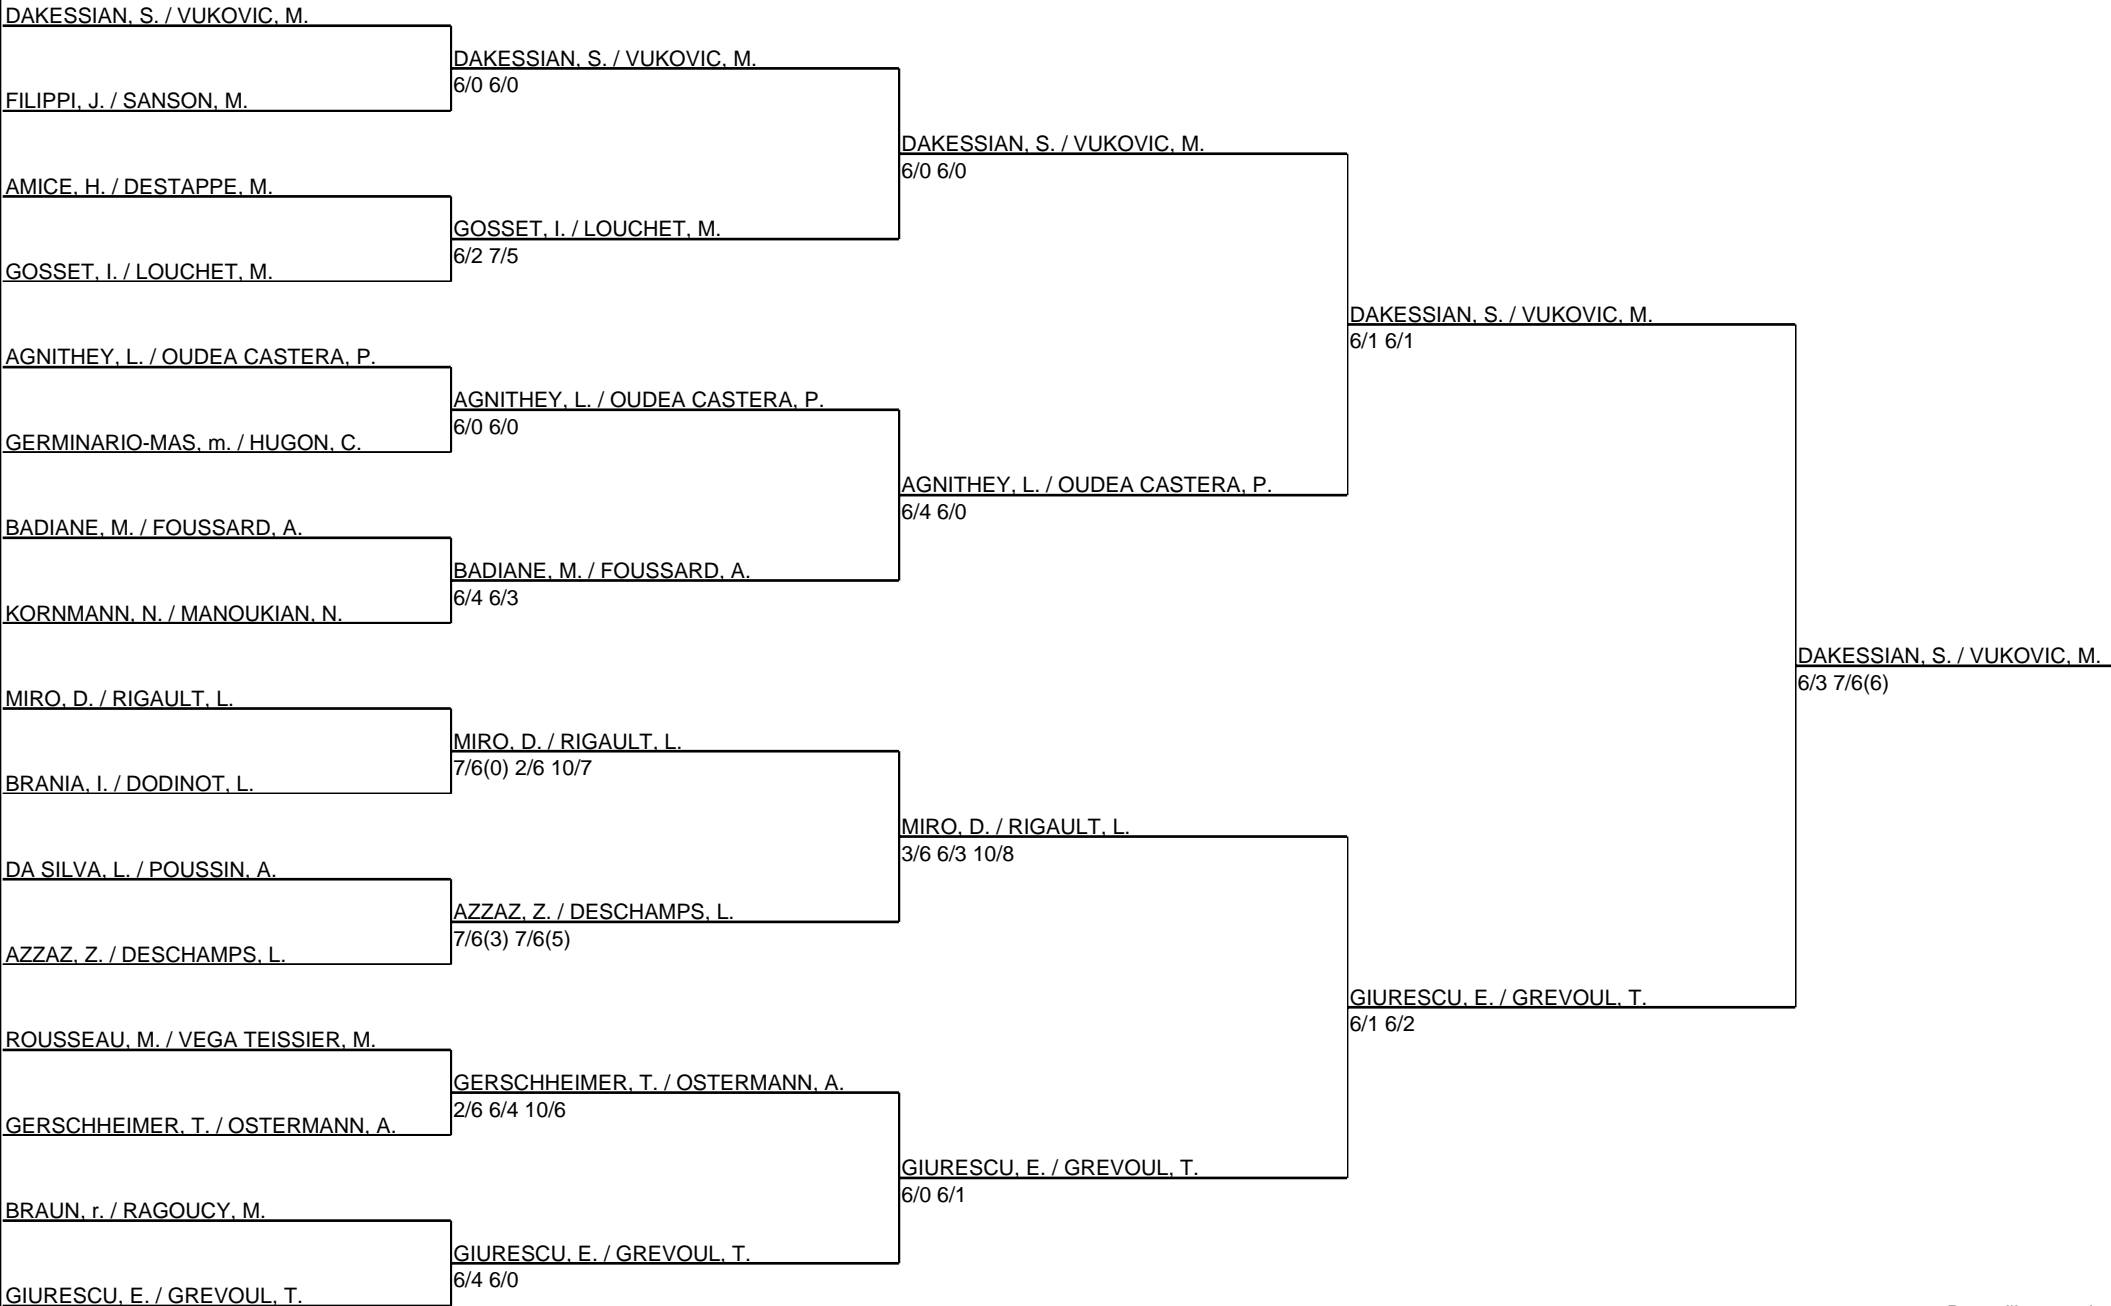 DAKESSIAN, S. / VUKOVIC, M.
DAKESSIAN, S. / VUKOVIC, M.
6/0 6/0
FILIPPI, J. / SANSON, M.
DAKESSIAN, S. / VUKOVIC, M.
6/0 6/0
AMICE, H. / DESTAPPE, M.
GOSSET, I. / LOUCHET, M.
6/2 7/5
GOSSET, I. / LOUCHET, M.
DAKESSIAN, S. / VUKOVIC, M.
6/1 6/1
AGNITHEY, L. / OUDEA CASTERA, P.
AGNITHEY, L. / OUDEA CASTERA, P.
6/0 6/0
GERMINARIO-MAS, m. / HUGON, C.
AGNITHEY, L. / OUDEA CASTERA, P.
6/4 6/0
BADIANE, M. / FOUSSARD, A.
BADIANE, M. / FOUSSARD, A.
6/4 6/3
KORNMANN, N. / MANOUKIAN, N.
DAKESSIAN, S. / VUKOVIC, M.
6/3 7/6(6)
MIRO, D. / RIGAULT, L.
MIRO, D. / RIGAULT, L.
7/6(0) 2/6 10/7
BRANIA, I. / DODINOT, L.
MIRO, D. / RIGAULT, L.
3/6 6/3 10/8
DA SILVA, L. / POUSSIN, A.
AZZAZ, Z. / DESCHAMPS, L.
7/6(3) 7/6(5)
AZZAZ, Z. / DESCHAMPS, L.
GIURESCU, E. / GREVOUL, T.
6/1 6/2
ROUSSEAU, M. / VEGA TEISSIER, M.
GERSCHHEIMER, T. / OSTERMANN, A.
2/6 6/4 10/6
GERSCHHEIMER, T. / OSTERMANN, A.
GIURESCU, E. / GREVOUL, T.
6/0 6/1
BRAUN, r. / RAGOUCY, M.
GIURESCU, E. / GREVOUL, T.
6/4 6/0
GIURESCU, E. / GREVOUL, T.